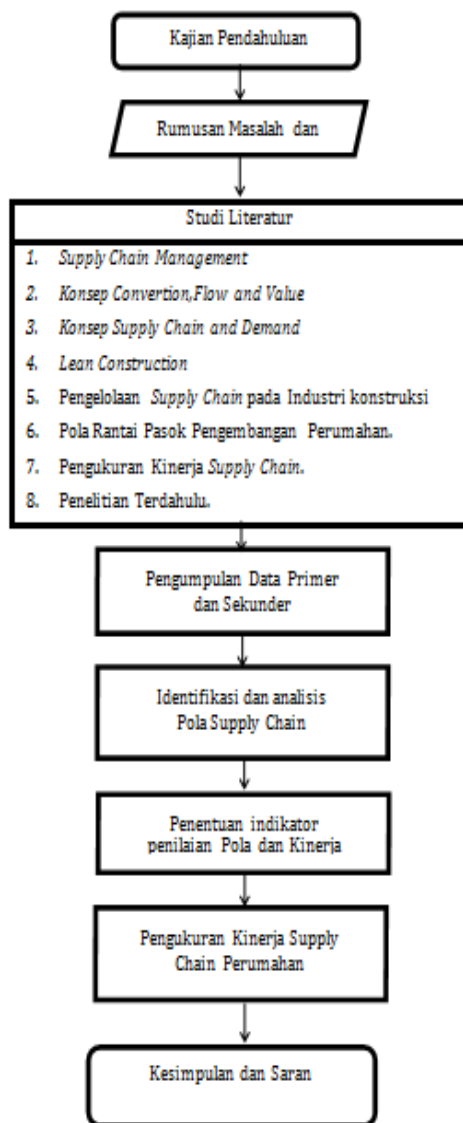 Kajian Pendahuluan
Rumusan Masalah dan
Studi Literatur
1. Supply Chain Management
2. Konsep Convertion,Flow and Value
3. Konsep Supply Chain and Demand
4. Lean Construction
5. Pengelolaan Supply Chain pada Industri konstruksi
6. Pola Rantai Pasok Pengembangan Perumahan.
7. Pengukuran Kinerja Supply Chain.
8. Penelitian Terdahulu.
Pengumpulan Data Primer
dan Sekunder
Identifikasi dan analisis
Pola Supply Chain
Penentuan indikator
penilaian Pola dan Kinerja
Pengukuran Kinerja Supply
Chain Perumahan
Kesimpulan dan Saran